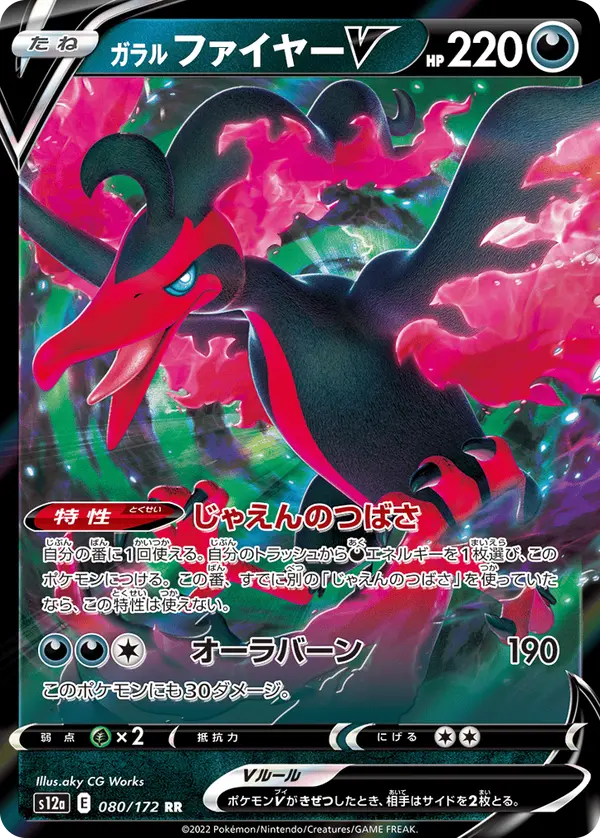 たね ガラル ファイヤーV HP 220
特性 とくせい じゃえんのつばさ
自分の番に1回使える。自分のトラッシュから悪エネルギーを1枚選び、この
ポケモンにつける。この番、すでに別の「じゃえんのつばさ」を使っていた
なら、この特性は使えない。
オーラバーン 190
このポケモンにも30ダメージ。
弱点 ×2 抵抗力 にげる
Illus.aky CG Works
Vルール
ポケモンVがきぜつしたとき、相手はサイドを2枚とる。
s12a E 080/172 RR
©2022 Pokémon/Nintendo/Creatures/GAME FREAK.